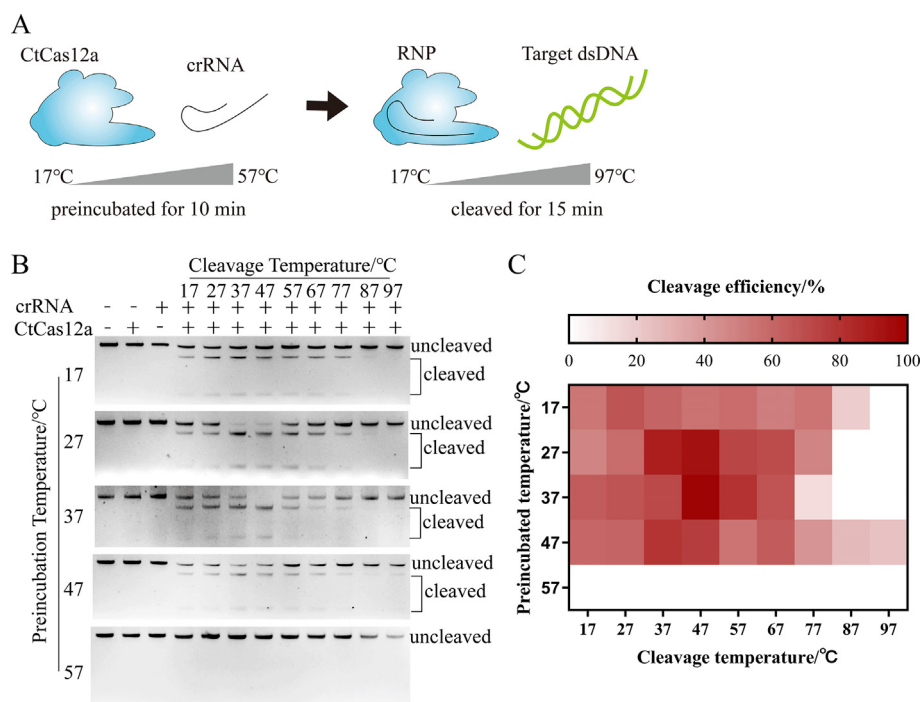 A
CtCas12a
crRNA
RNP
Target dsDNA
17℃ 57℃
17℃ 97℃
preincubated for 10 min
cleaved for 15 min
B
Cleavage Temperature/℃
17 27 37 47 57 67 77 87 97
crRNA - - + + + + + + + + + +
CtCas12a - + - + + + + + + + + +
Preincubation Temperature/℃
17
uncleaved
cleaved
27
uncleaved
cleaved
37
uncleaved
cleaved
47
uncleaved
cleaved
57
uncleaved
C
Cleavage efficiency/%
0 20 40 60 80 100
Preincubated temperature/℃
17
27
37
47
57
17 27 37 47 57 67 77 87 97
Cleavage temperature/℃